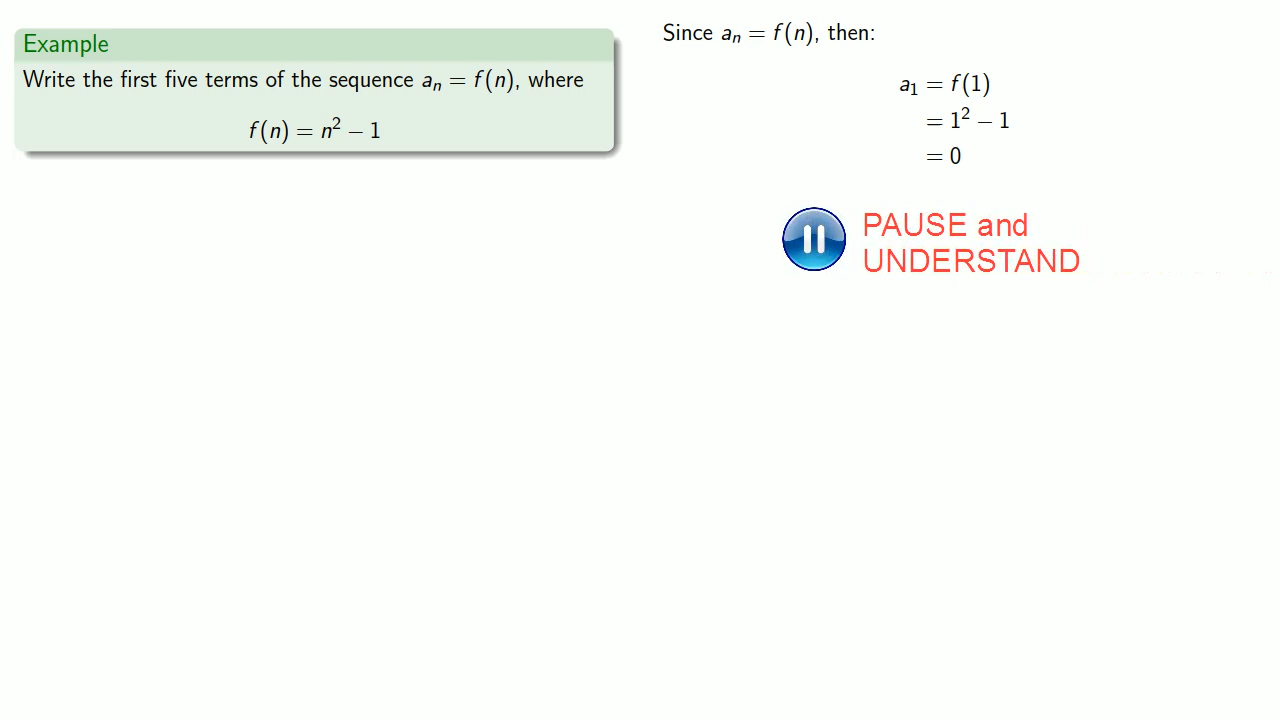 Example
Write the first five terms of the sequence aₙ = f(n), where
f(n) = n² − 1
Since aₙ = f(n), then:
a₁ = f(1)
= 1² − 1
= 0
PAUSE and
UNDERSTAND